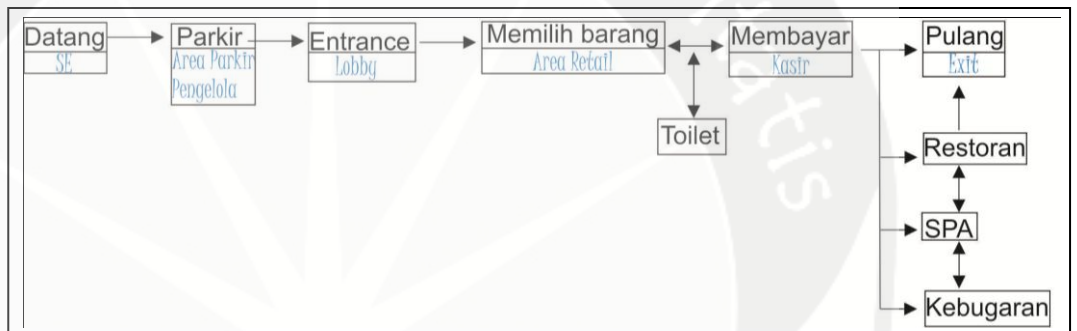 Datang
SE
Parkir
Area Parkir
Pengelola
Entrance
Lobby
Memilih barang
Area Retail
Membayar
Kasir
Pulang
Exit
Toilet
Restoran
SPA
Kebugaran